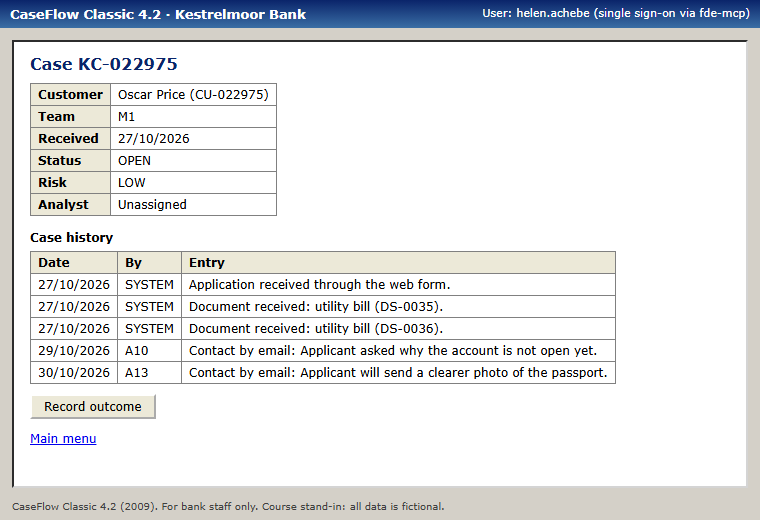 CaseFlow Classic 4.2 · Kestrelmoor Bank
User: helen.achebe (single sign-on via fde-mcp)
Case KC-022975
Customer Oscar Price (CU-022975)
Team M1
Received 27/10/2026
Status OPEN
Risk LOW
Analyst Unassigned
Case history
Date By Entry
27/10/2026 SYSTEM Application received through the web form.
27/10/2026 SYSTEM Document received: utility bill (DS-0035).
27/10/2026 SYSTEM Document received: utility bill (DS-0036).
29/10/2026 A10 Contact by email: Applicant asked why the account is not open yet.
30/10/2026 A13 Contact by email: Applicant will send a clearer photo of the passport.
Record outcome
Main menu
CaseFlow Classic 4.2 (2009). For bank staff only. Course stand-in: all data is fictional.